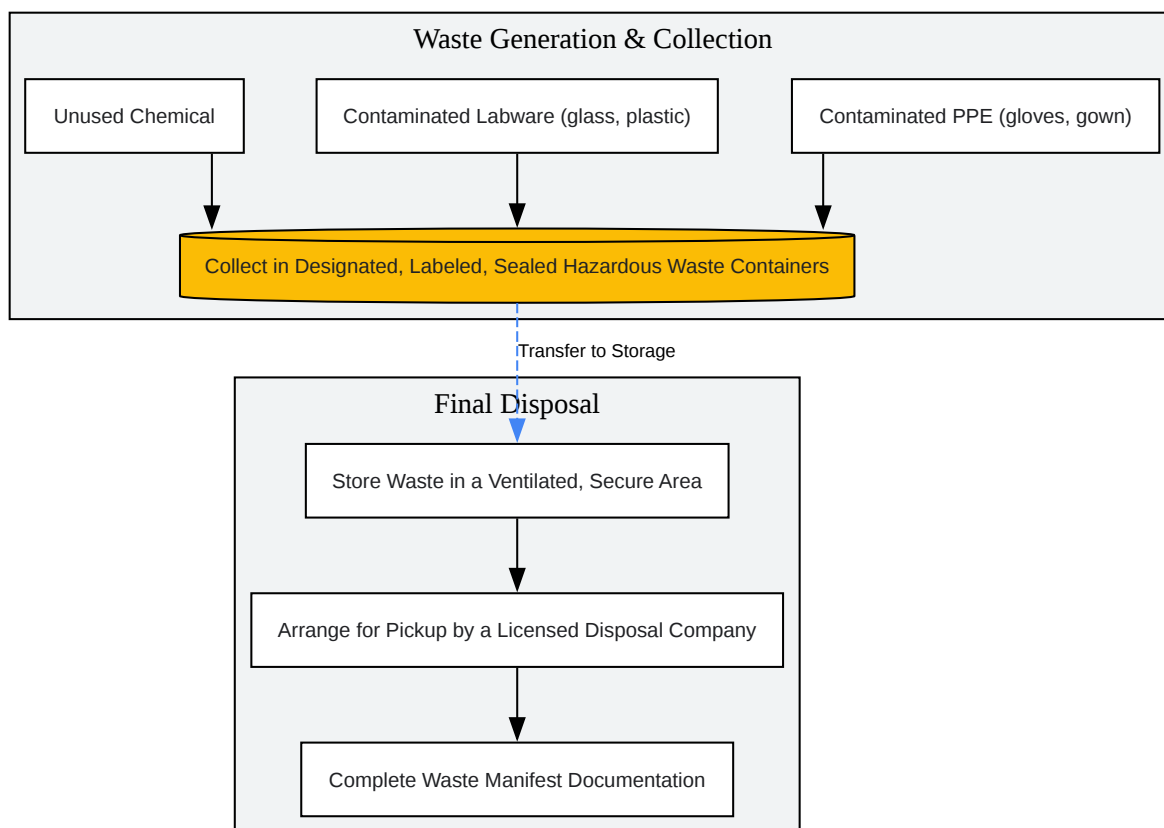 Waste Generation & Collection
Unused Chemical
Contaminated Labware (glass, plastic)
Contaminated PPE (gloves, gown)
Collect in Designated, Labeled, Sealed Hazardous Waste Containers
Transfer to Storage
Final Disposal
Store Waste in a Ventilated, Secure Area
Arrange for Pickup by a Licensed Disposal Company
Complete Waste Manifest Documentation